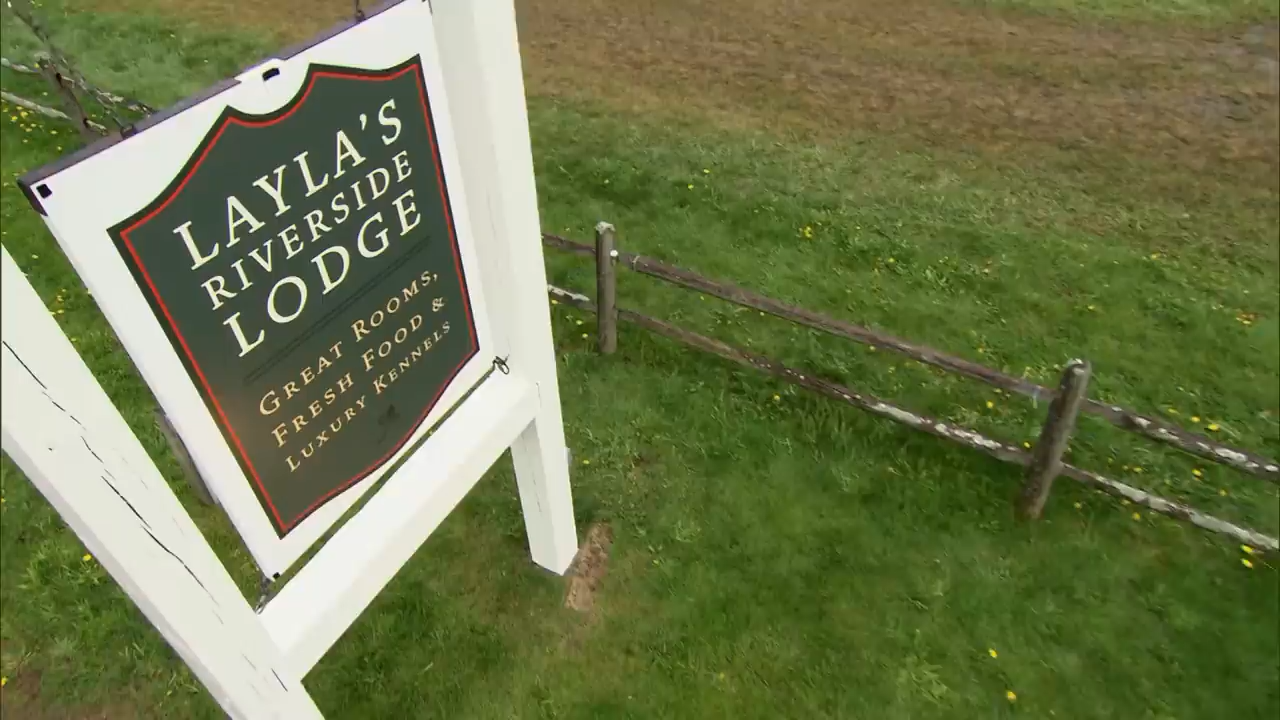 LAYLA'S
RIVERSIDE
LODGE
GREAT ROOMS,
FRESH FOOD &
LUXURY KENNELS